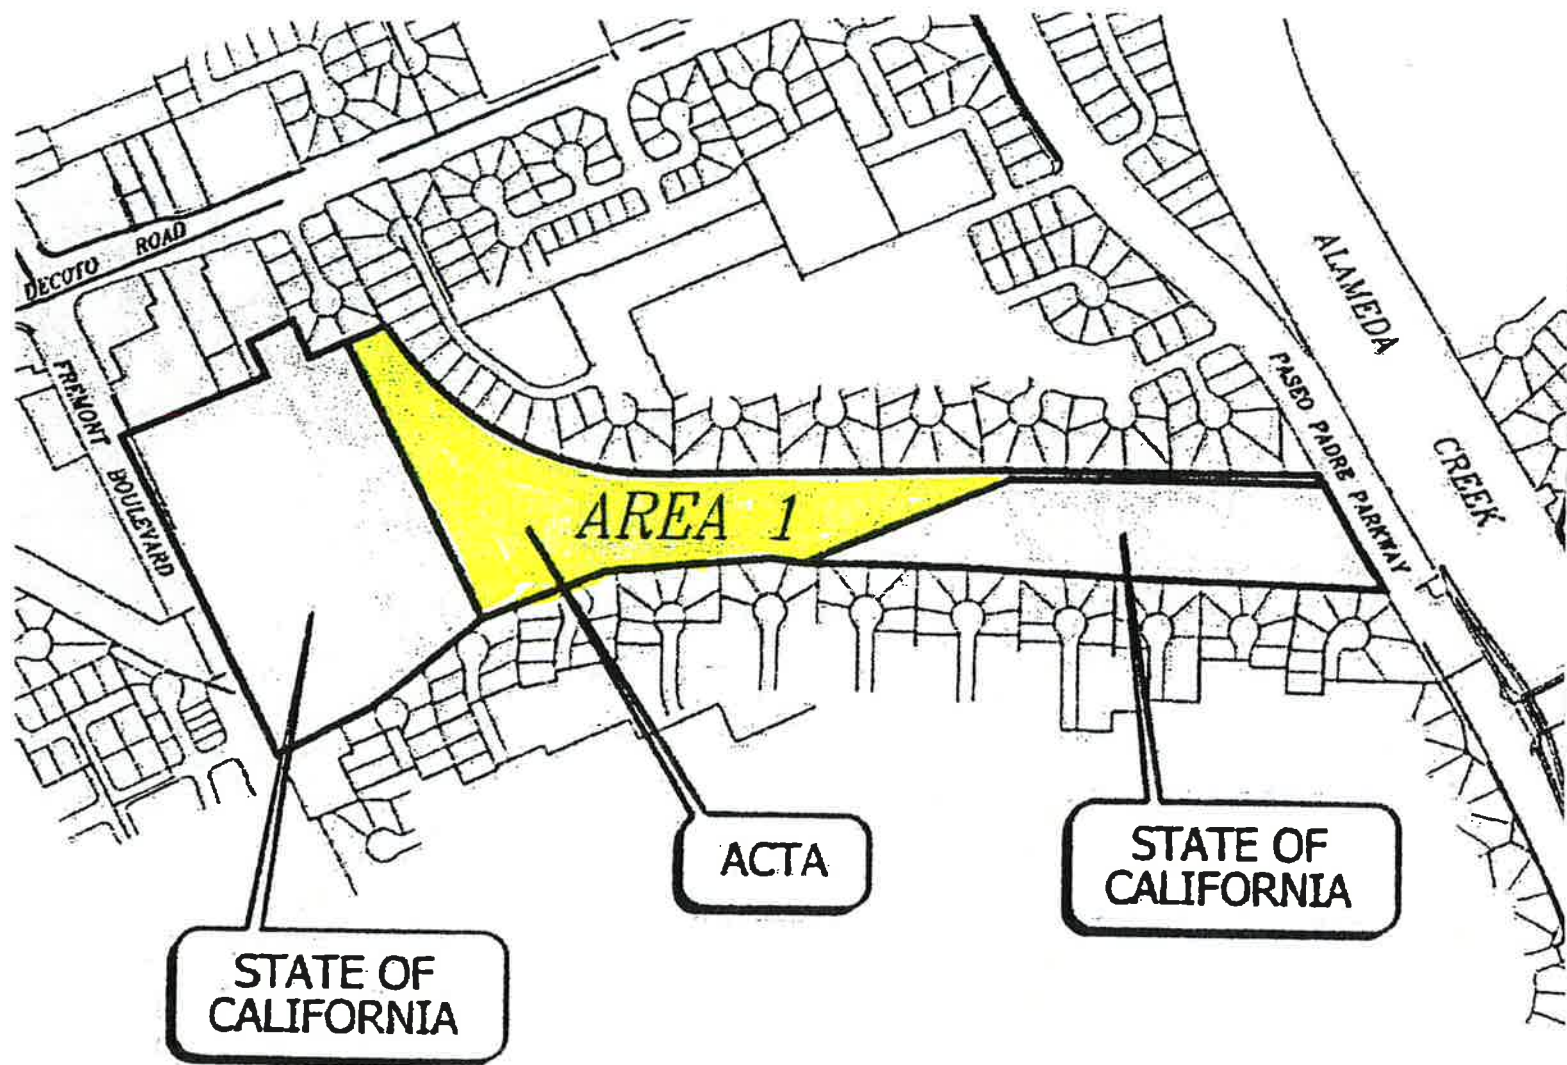 DECOTO ROAD
FREMONT BOULEVARD
ALAMEDA
CREEK
PASEO PADRE PARKWAY
AREA 1
ACTA
STATE OF
CALIFORNIA
STATE OF
CALIFORNIA